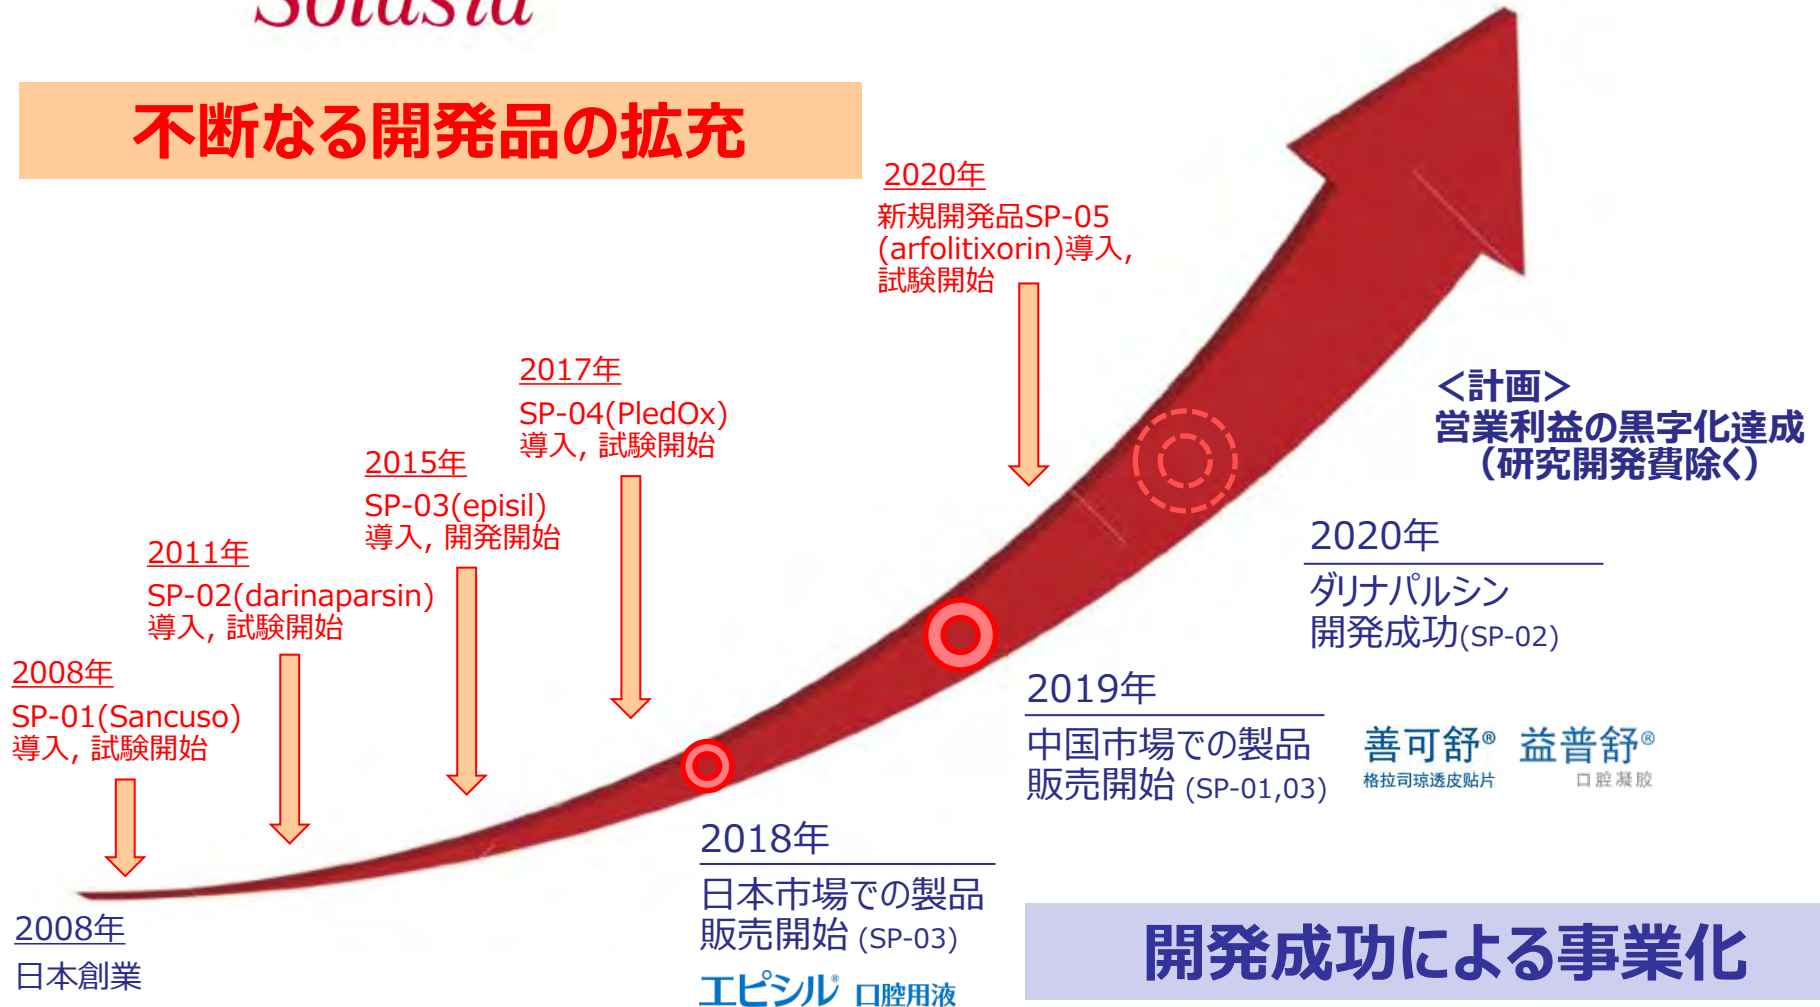 Solasia
不断なる開発品の拡充
2020年
新規開発品SP-05
(arfolitixorin)導入,
試験開始
2017年
SP-04(PledOx)
導入, 試験開始
2015年
SP-03(episil)
導入, 開発開始
2011年
SP-02(darinaparsin)
導入, 試験開始
2008年
SP-01(Sancuso)
導入, 試験開始
2008年
日本創業
2018年
日本市場での製品
販売開始 (SP-03)
エピシル® 口腔用液
2019年
中国市場での製品
販売開始 (SP-01,03)
善可舒® 益普舒®
格拉司琼透皮贴片 口腔凝胶
2020年
ダリナパルシン
開発成功(SP-02)
＜計画＞
営業利益の黒字化達成
（研究開発費除く）
開発成功による事業化